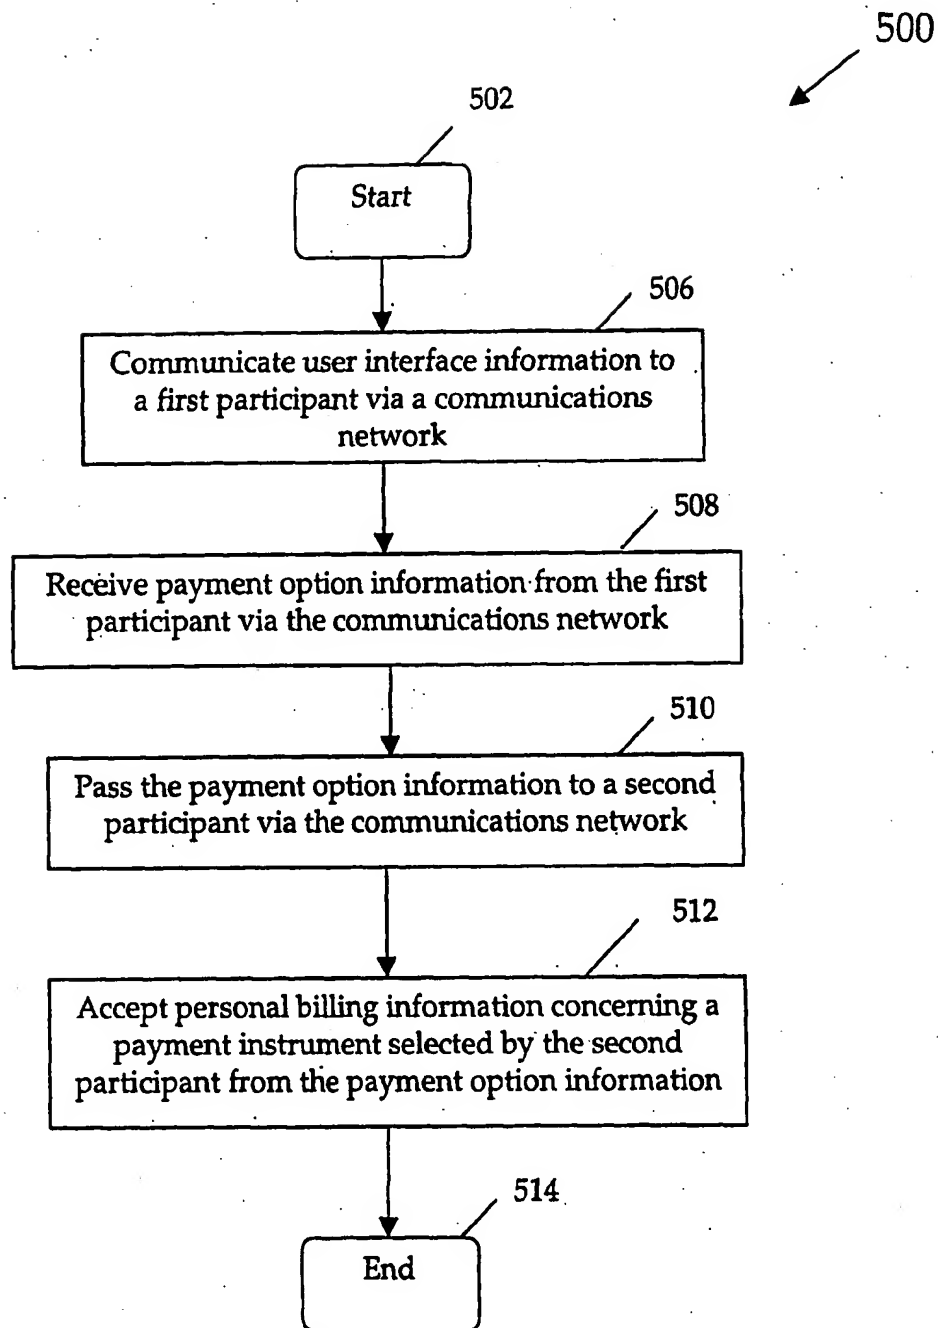 500
502
Start
506
Communicate user interface information to
a first participant via a communications
network
508
Receive payment option information from the first
participant via the communications network
510
Pass the payment option information to a second
participant via the communications network
512
Accept personal billing information concerning a
payment instrument selected by the second
participant from the payment option information
514
End